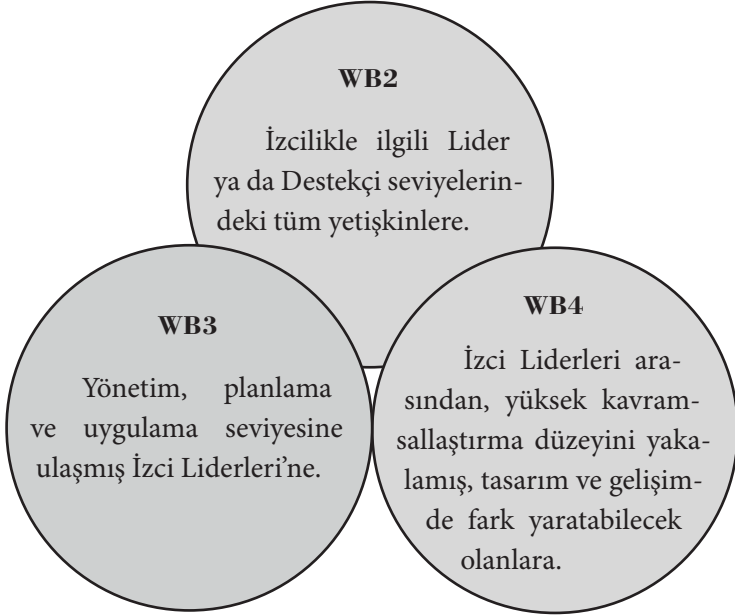 WB2
İzcilikle ilgili Lider
ya da Destekçi seviyelerin-
deki tüm yetişkinlere.
WB3
Yönetim, planlama
ve uygulama seviyesine
ulaşmış İzci Liderleri’ne.
WB4
İzci Liderleri ara-
sından, yüksek kavram-
sallaştırma düzeyini yaka-
lamış, tasarım ve gelişim-
de fark yaratabilecek
olanlara.